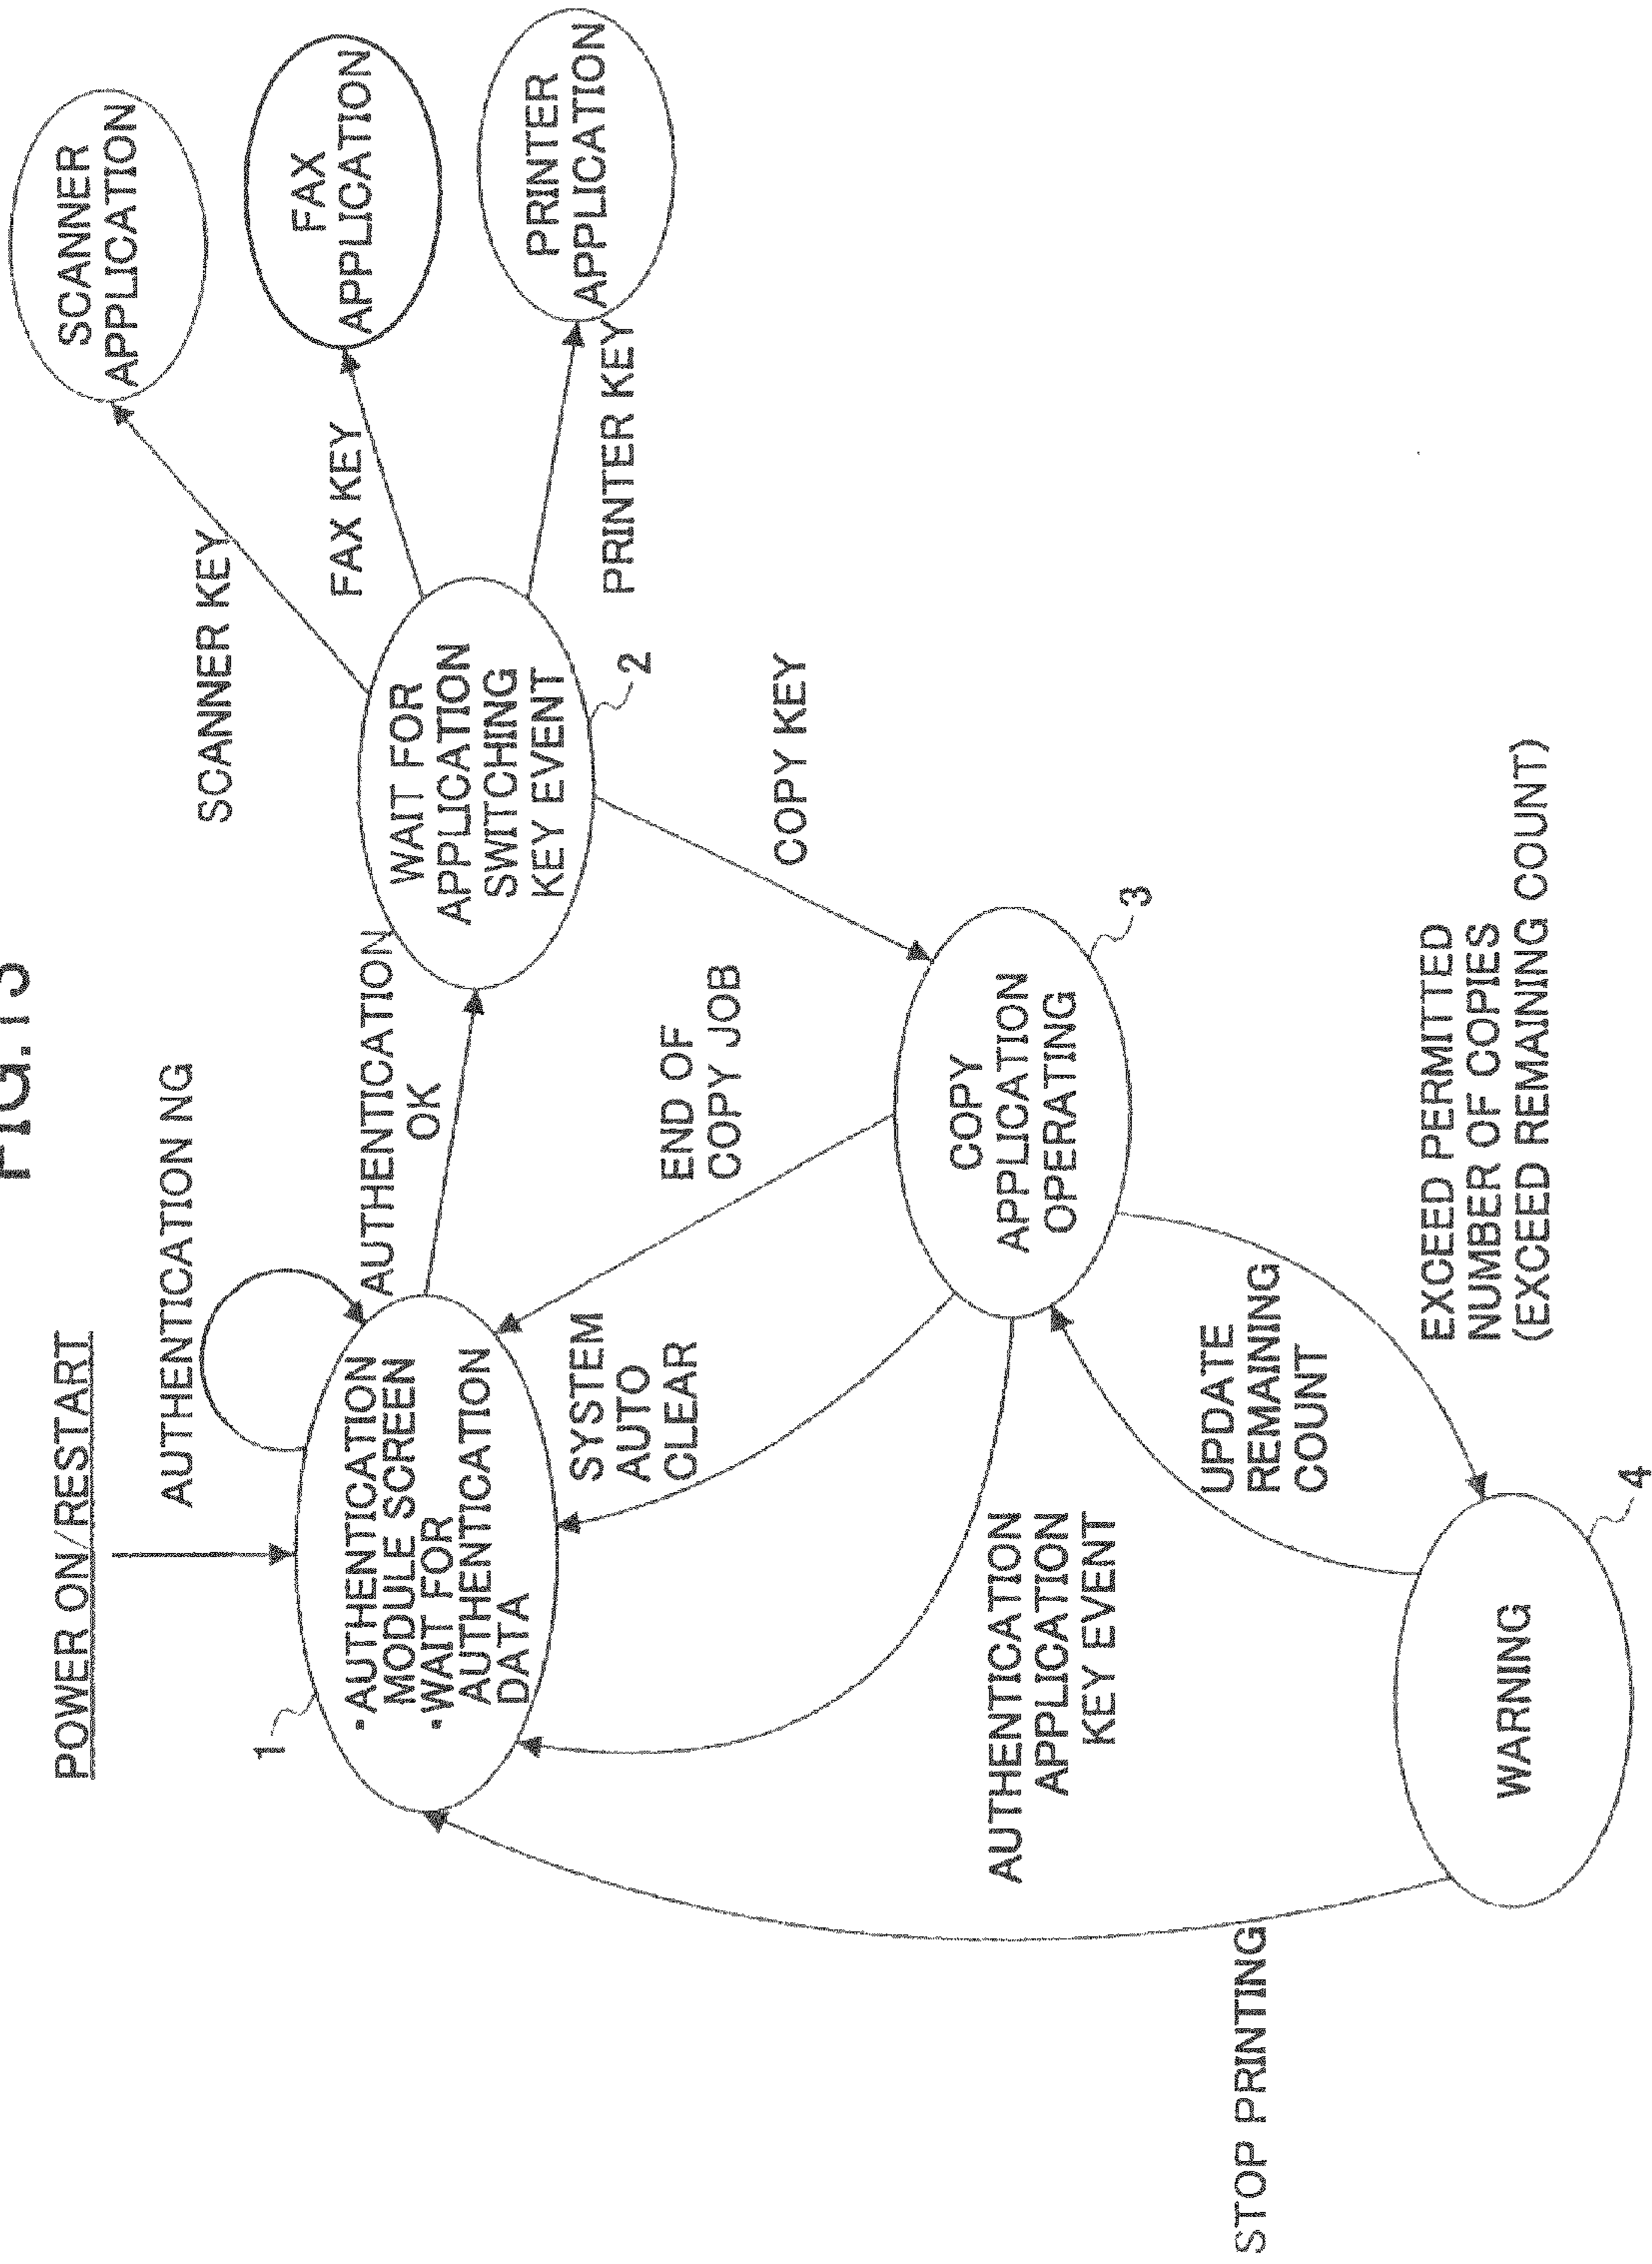 POWER ON/RESTART
AUTHENTICATION NG
1
·AUTHENTICATION
MODULE SCREEN
·WAIT FOR
AUTHENTICATION
DATA
AUTHENTICATION
OK
WAIT FOR
APPLICATION
SWITCHING
KEY EVENT
2
SCANNER KEY
SCANNER
APPLICATION
FAX KEY
FAX
APPLICATION
PRINTER KEY
PRINTER
APPLICATION
COPY KEY
END OF
COPY JOB
SYSTEM
AUTO
CLEAR
COPY
APPLICATION
OPERATING
3
AUTHENTICATION
APPLICATION
KEY EVENT
UPDATE
REMAINING
COUNT
EXCEED PERMITTED
NUMBER OF COPIES
(EXCEED REMAINING COUNT)
STOP PRINTING
WARNING
4